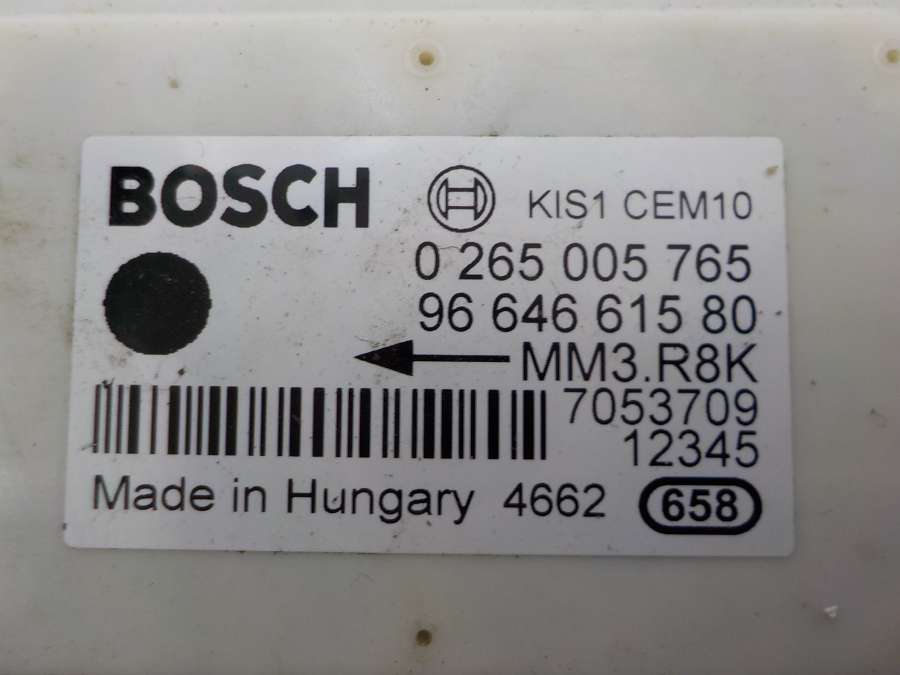 BOSCH KIS1 CEM10
0 265 005 765
96 646 615 80
MM3.R8K
7053709
12345
Made in Hungary 4662 658